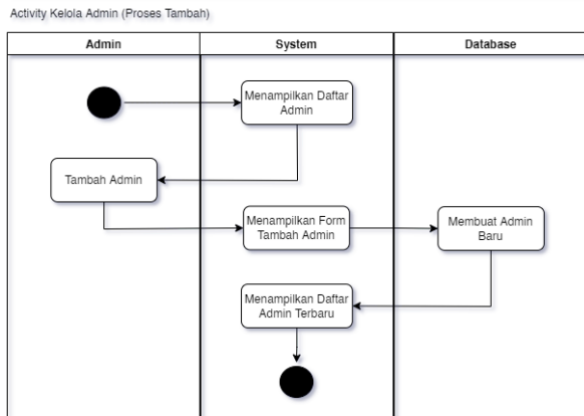 Activity Kelola Admin (Proses Tambah)
Admin
System
Database
Menampilkan Daftar
Admin
Tambah Admin
Menampilkan Form
Tambah Admin
Membuat Admin
Baru
Menampilkan Daftar
Admin Terbaru